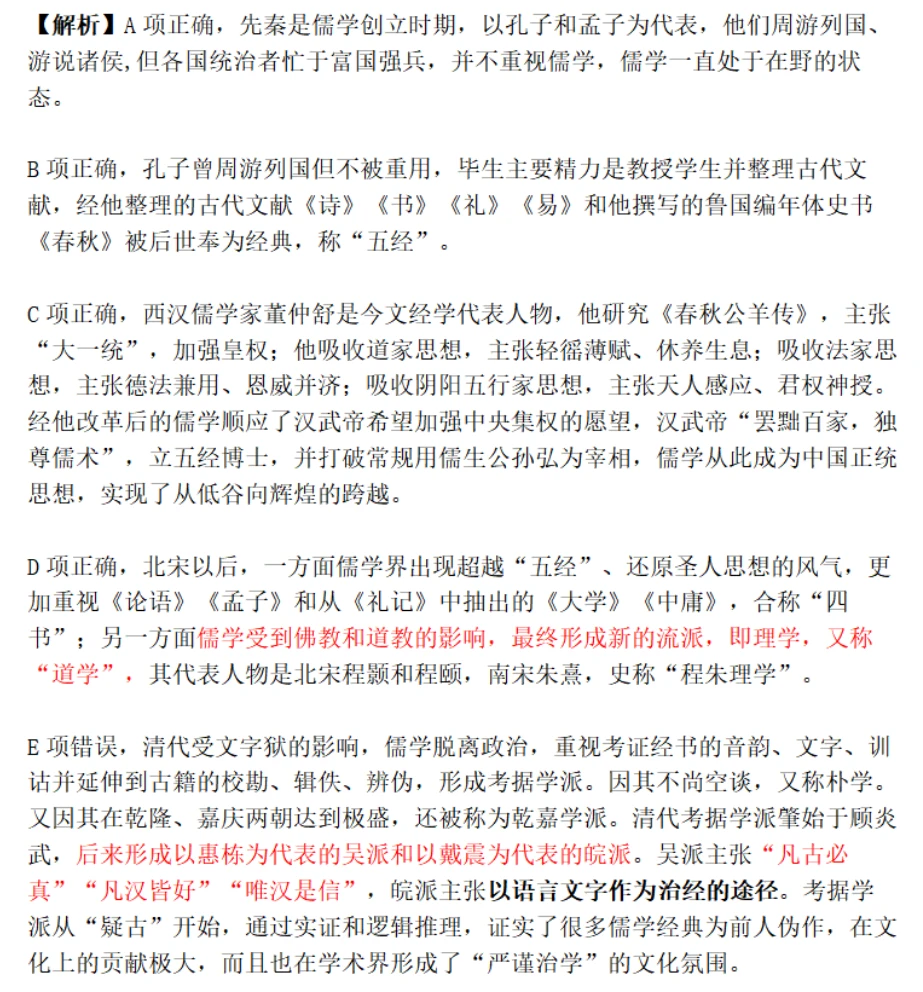 【解析】A 项正确，先秦是儒学创立时期，以孔子和孟子为代表，他们周游列国、
游说诸侯,但各国统治者忙于富国强兵，并不重视儒学，儒学一直处于在野的状
态。
B 项正确，孔子曾周游列国但不被重用，毕生主要精力是教授学生并整理古代文
献，经他整理的古代文献《诗》《书》《礼》《易》和他撰写的鲁国编年体史书
《春秋》被后世奉为经典，称“五经”。
C 项正确，西汉儒学家董仲舒是今文经学代表人物，他研究《春秋公羊传》，主张
“大一统”，加强皇权；他吸收道家思想，主张轻徭薄赋、休养生息；吸收法家思
想，主张德法兼用、恩威并济；吸收阴阳五行家思想，主张天人感应、君权神授。
经他改革后的儒学顺应了汉武帝希望加强中央集权的愿望，汉武帝“罢黜百家，独
尊儒术”，立五经博士，并打破常规用儒生公孙弘为宰相，儒学从此成为中国正统
思想，实现了从低谷向辉煌的跨越。
D 项正确，北宋以后，一方面儒学界出现超越“五经”、还原圣人思想的风气，更
加重视《论语》《孟子》和从《礼记》中抽出的《大学》《中庸》，合称“四
书”；另一方面儒学受到佛教和道教的影响，最终形成新的流派，即理学，又称
“道学”，其代表人物是北宋程颢和程颐，南宋朱熹，史称“程朱理学”。
E 项错误，清代受文字狱的影响，儒学脱离政治，重视考证经书的音韵、文字、训
诂并延伸到古籍的校勘、辑佚、辨伪，形成考据学派。因其不尚空谈，又称朴学。
又因其在乾隆、嘉庆两朝达到极盛，还被称为乾嘉学派。清代考据学派肇始于顾炎
武，后来形成以惠栋为代表的吴派和以戴震为代表的皖派。吴派主张“凡古必
真”“凡汉皆好”“唯汉是信”，皖派主张以语言文字作为治经的途径。考据学
派从“疑古”开始，通过实证和逻辑推理，证实了很多儒学经典为前人伪作，在文
化上的贡献极大，而且也在学术界形成了“严谨治学”的文化氛围。